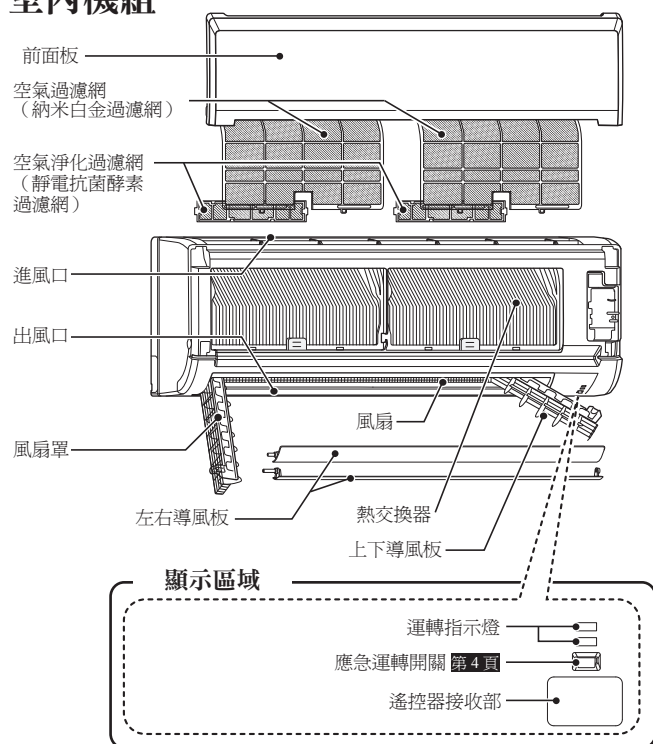 室內機組
前面板
空氣過濾網
（納米白金過濾網）
空氣淨化過濾網
（靜電抗菌酵素
過濾網）
進風口
出風口
風扇
風扇罩
左右導風板
熱交換器
上下導風板
顯示區域
運轉指示燈
應急運轉開關 第4頁
遙控器接收部